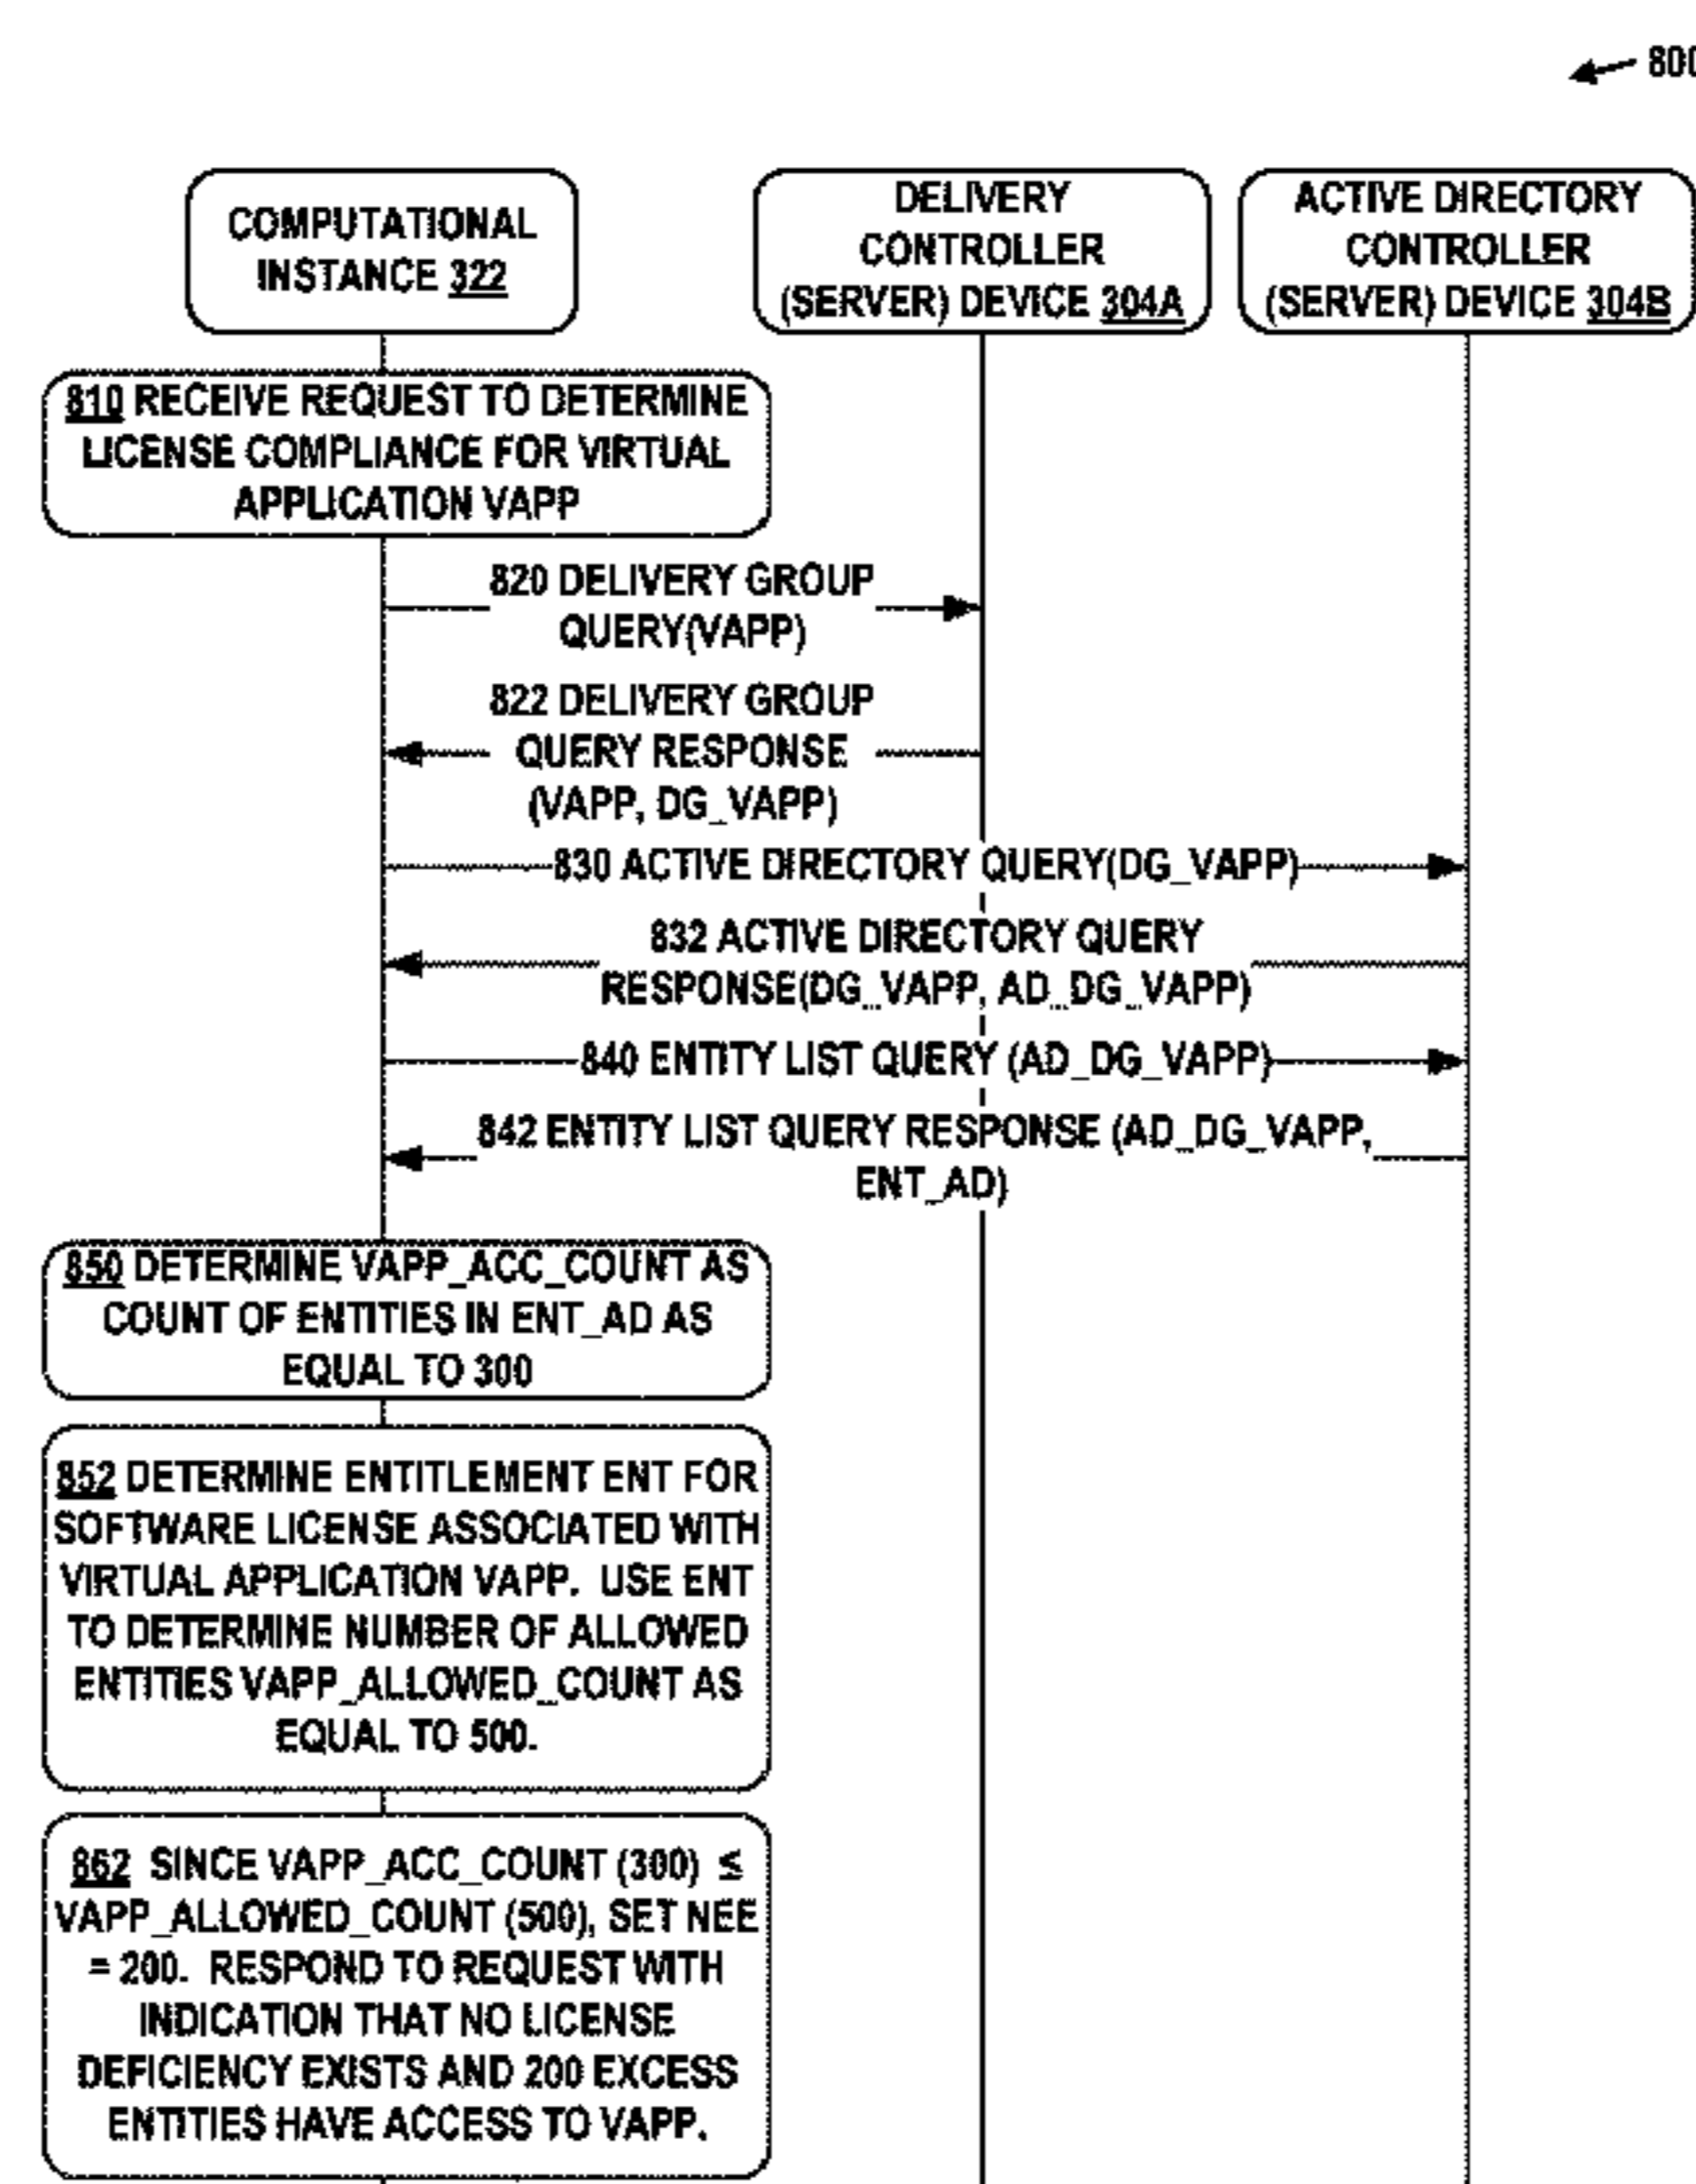 800
COMPUTATIONAL
INSTANCE 322
DELIVERY
CONTROLLER
(SERVER) DEVICE 304A
ACTIVE DIRECTORY
CONTROLLER
(SERVER) DEVICE 304B
810 RECEIVE REQUEST TO DETERMINE
LICENSE COMPLIANCE FOR VIRTUAL
APPLICATION VAPP
820 DELIVERY GROUP
QUERY(VAPP)
822 DELIVERY GROUP
QUERY RESPONSE
(VAPP, DG_VAPP)
830 ACTIVE DIRECTORY QUERY(DG_VAPP)
832 ACTIVE DIRECTORY QUERY
RESPONSE(DG_VAPP, AD_DG_VAPP)
840 ENTITY LIST QUERY (AD_DG_VAPP)
842 ENTITY LIST QUERY RESPONSE (AD_DG_VAPP,
ENT_AD)
850 DETERMINE VAPP_ACC_COUNT AS
COUNT OF ENTITIES IN ENT_AD AS
EQUAL TO 300
852 DETERMINE ENTITLEMENT ENT FOR
SOFTWARE LICENSE ASSOCIATED WITH
VIRTUAL APPLICATION VAPP. USE ENT
TO DETERMINE NUMBER OF ALLOWED
ENTITIES VAPP_ALLOWED_COUNT AS
EQUAL TO 500.
862 SINCE VAPP_ACC_COUNT (300) ≤
VAPP_ALLOWED_COUNT (500), SET NEE
= 200. RESPOND TO REQUEST WITH
INDICATION THAT NO LICENSE
DEFICIENCY EXISTS AND 200 EXCESS
ENTITIES HAVE ACCESS TO VAPP.